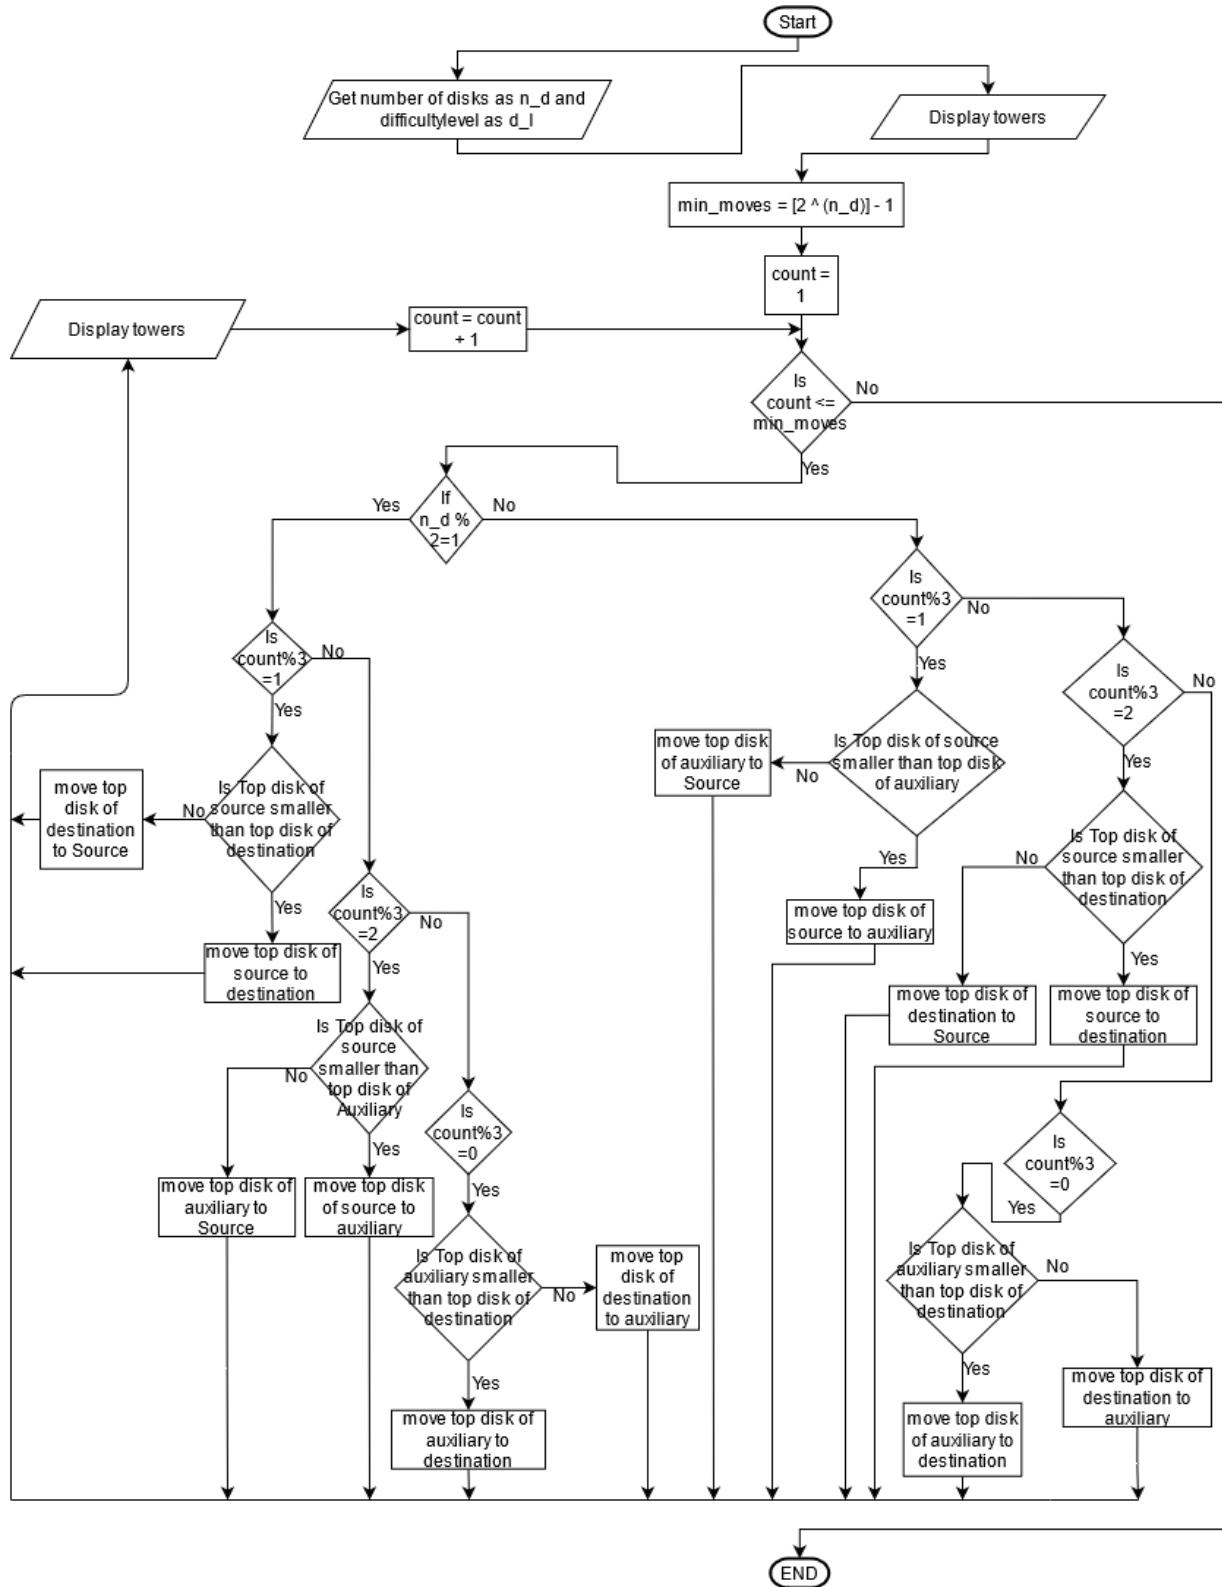 Start
Get number of disks as n_d and
difficultylevel as d_l
Display towers
min_moves = [2 ^ (n_d)] - 1
count =
1
Display towers
count = count
+ 1
Is
count <=
min_moves
No
Yes
If
n_d %
2=1
Yes
No
Is
count%3
=1
No
Yes
Is
count%3
=1
No
Yes
Is
count%3
=2
No
Yes
Is Top disk of source
smaller than top disk
of auxiliary
No
Yes
move top disk
of auxiliary to
Source
move top
disk of
destination
to Source
Is Top disk of
source smaller
than top disk of
destination
No
Yes
Is Top disk of
source smaller
than top disk of
destination
No
Yes
move top disk of
source to
destination
Is
count%3
=2
No
Yes
move top disk of
source to auxiliary
move top disk of
destination to
Source
move top disk of
source to
destination
Is Top disk of
source
smaller than
top disk of
Auxiliary
No
Yes
Is
count%3
=0
Yes
Is
count%3
=0
Yes
move top disk of
auxiliary to
Source
move top disk
of source to
auxiliary
Is Top disk of
auxiliary smaller
than top disk of
destination
No
Yes
move top
disk of
destination
to auxiliary
Is Top disk of
auxiliary smaller
than top disk of
destination
No
Yes
move top disk of
auxiliary to
destination
move top disk
of auxiliary to
destination
move top disk of
destination to
auxiliary
END